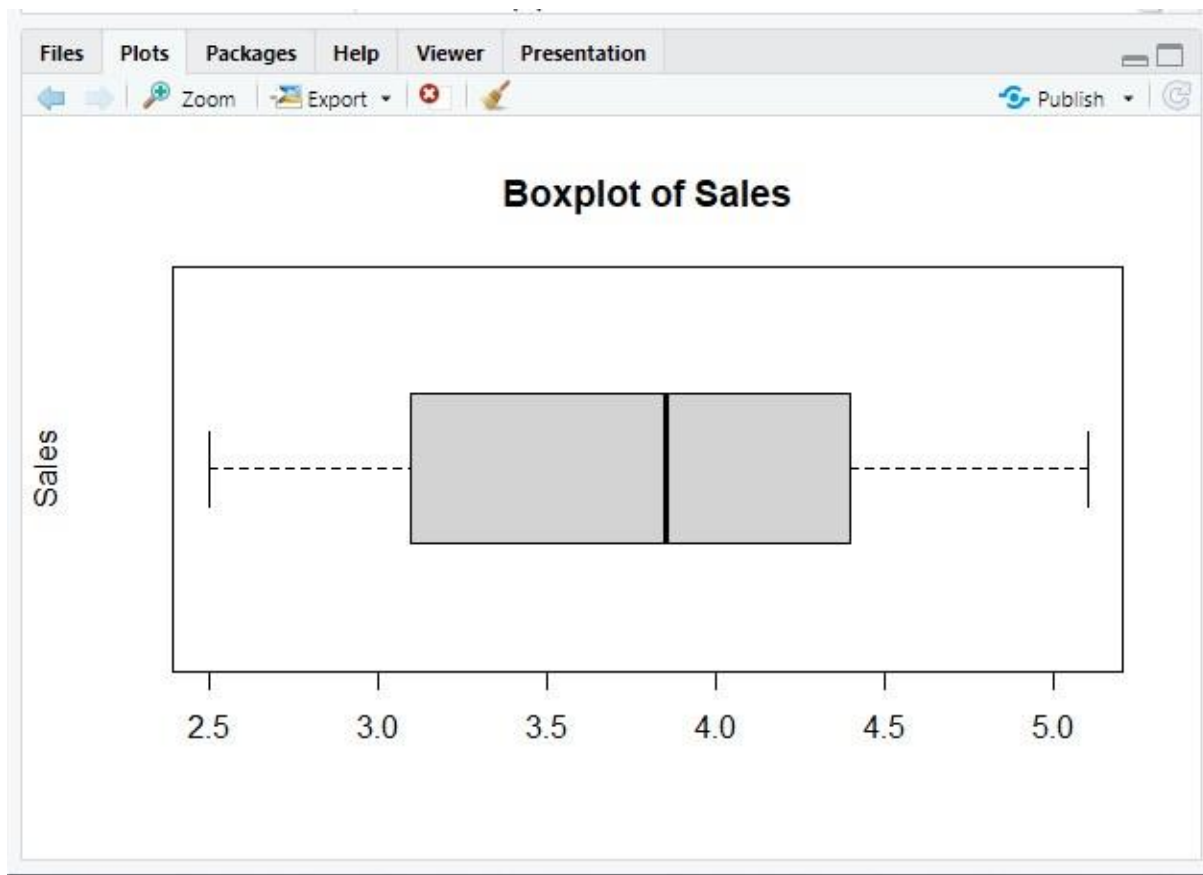 Files Plots Packages Help Viewer Presentation
Zoom Export Publish
Boxplot of Sales
Sales
2.5 3.0 3.5 4.0 4.5 5.0